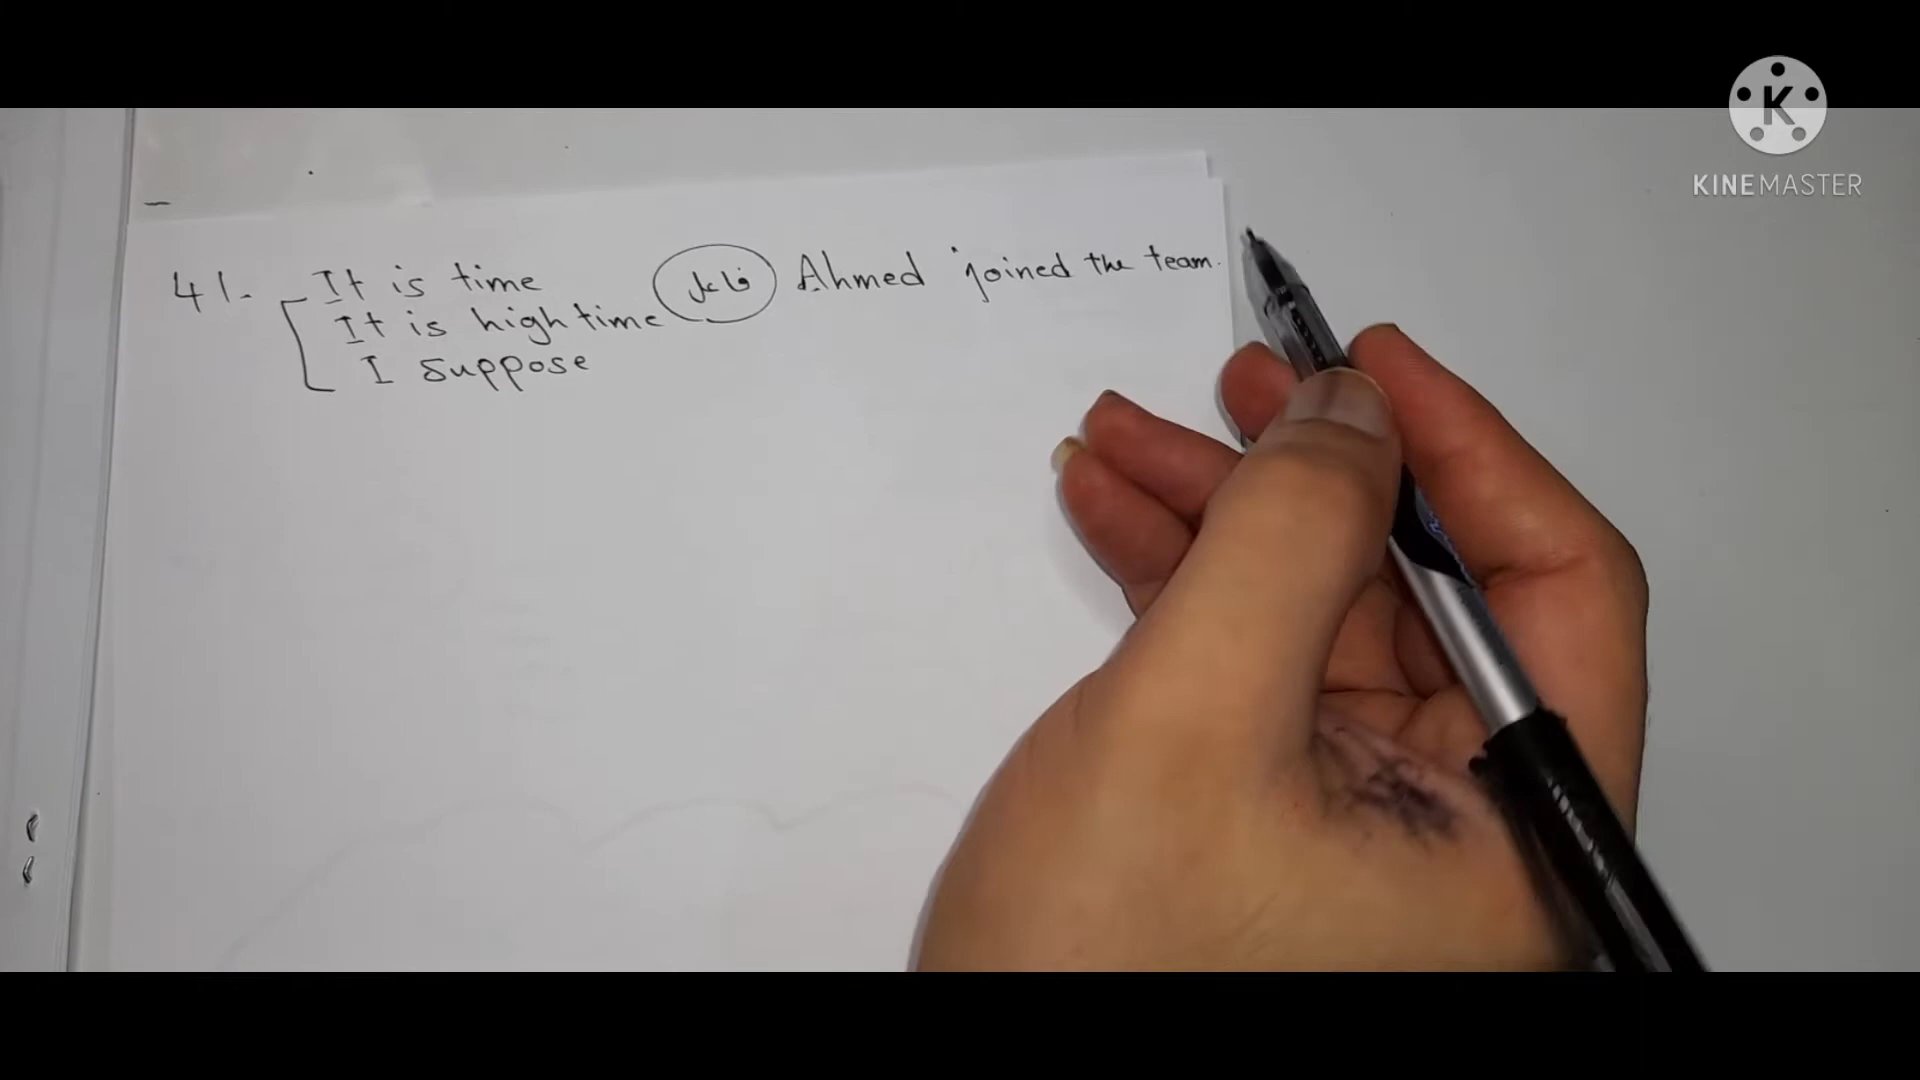 41. It is time فاعل Ahmed joined the team.
It is high time
I suppose
K
KINEMASTER